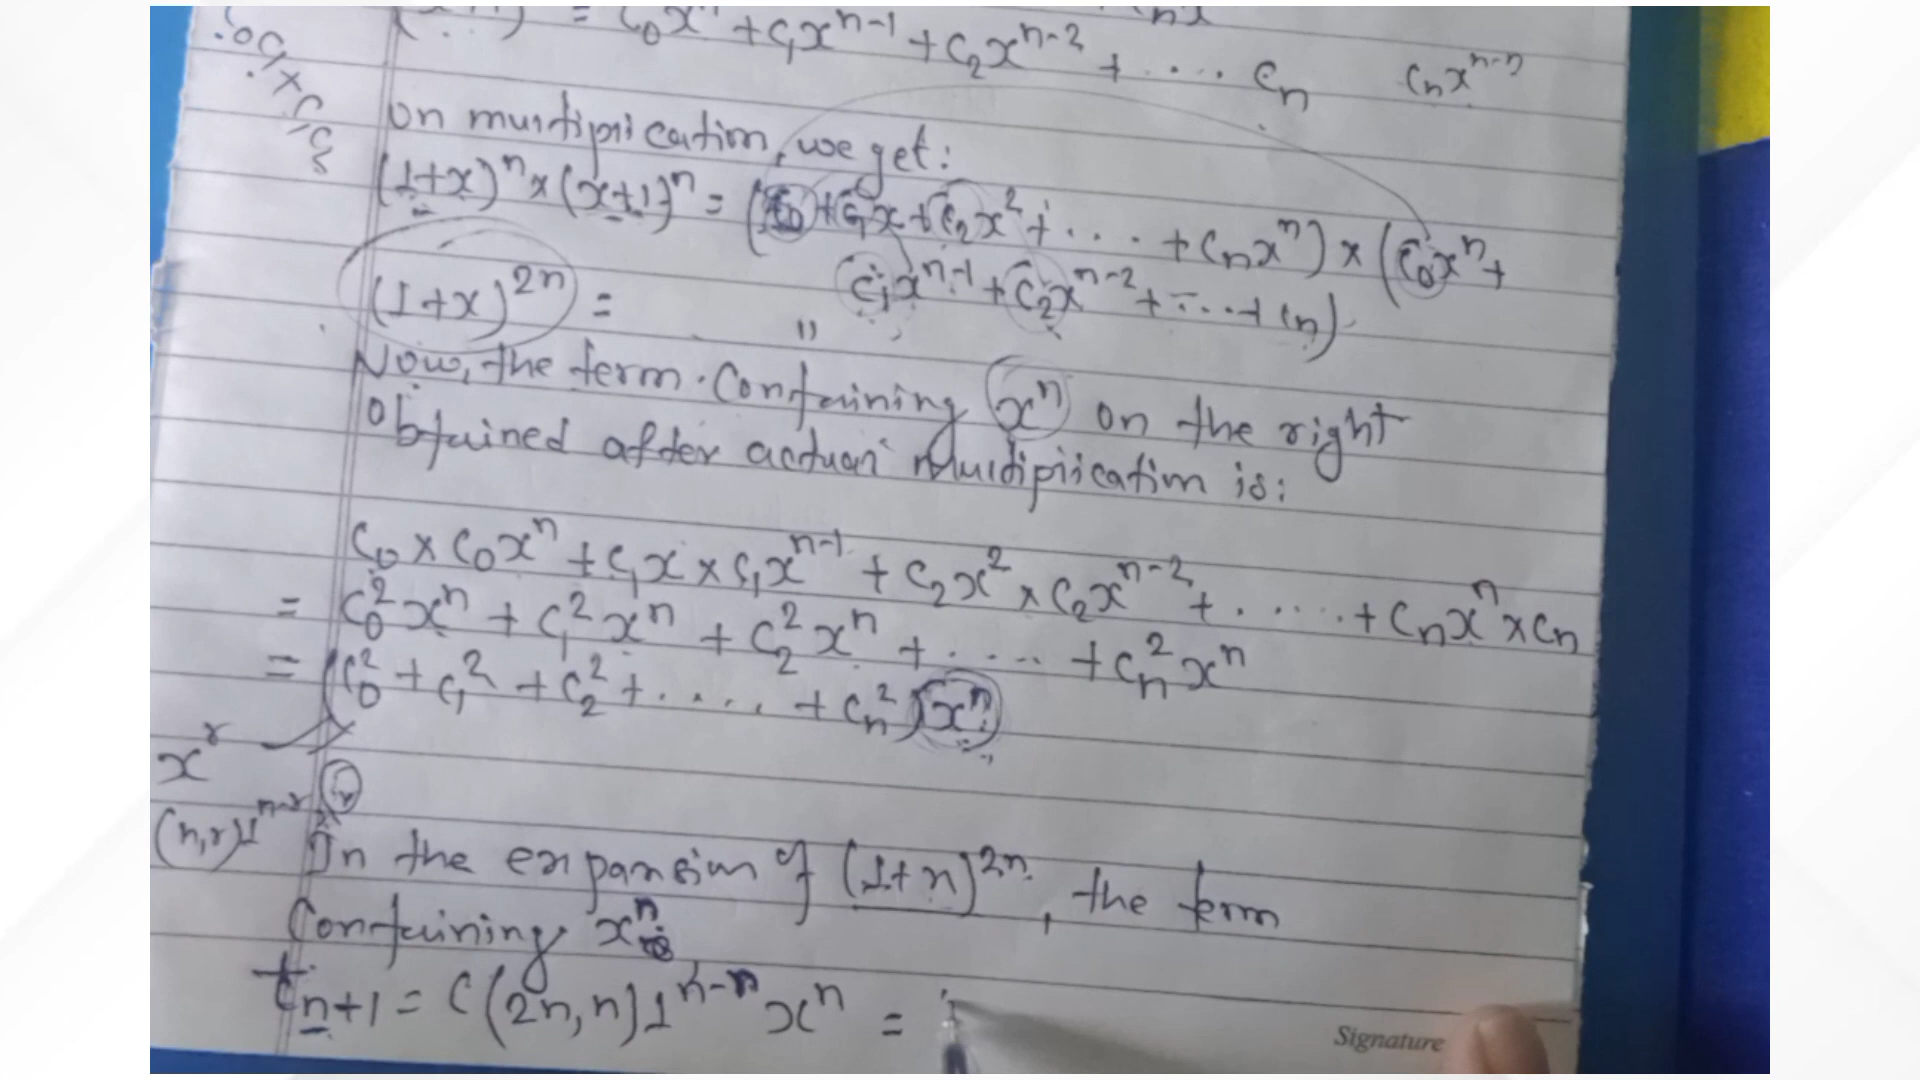 = C₀xⁿ + C₁xⁿ⁻¹ + C₂xⁿ⁻² + .... Cₙ Cₙxⁿ⁻ⁿ
on multiplication, we get:
(1+x)ⁿ × (x+1)ⁿ = (C₀ + C₁x + C₂x² + .... + Cₙxⁿ) × (C₀xⁿ +
C₁xⁿ⁻¹ + C₂xⁿ⁻² + .... + Cₙ)
(1+x)²ⁿ = "
Now, the term containing xⁿ on the right
obtained after actual multiplication is:
C₀ × C₀xⁿ + C₁x × C₁xⁿ⁻¹ + C₂x² × C₂xⁿ⁻² + ..... + Cₙxⁿ × Cₙ
= C₀²xⁿ + C₁²xⁿ + C₂²xⁿ + ..... + Cₙ²xⁿ
= (C₀² + C₁² + C₂² + ..... + Cₙ²) xⁿ
xʳ
(n,r) 1ⁿ⁻ʳ
In the expansion of (1+n)²ⁿ, the term
Containing xⁿ
tₙ₊₁ = C(2n,n) 1ⁿ⁻ⁿ xⁿ =
Signature